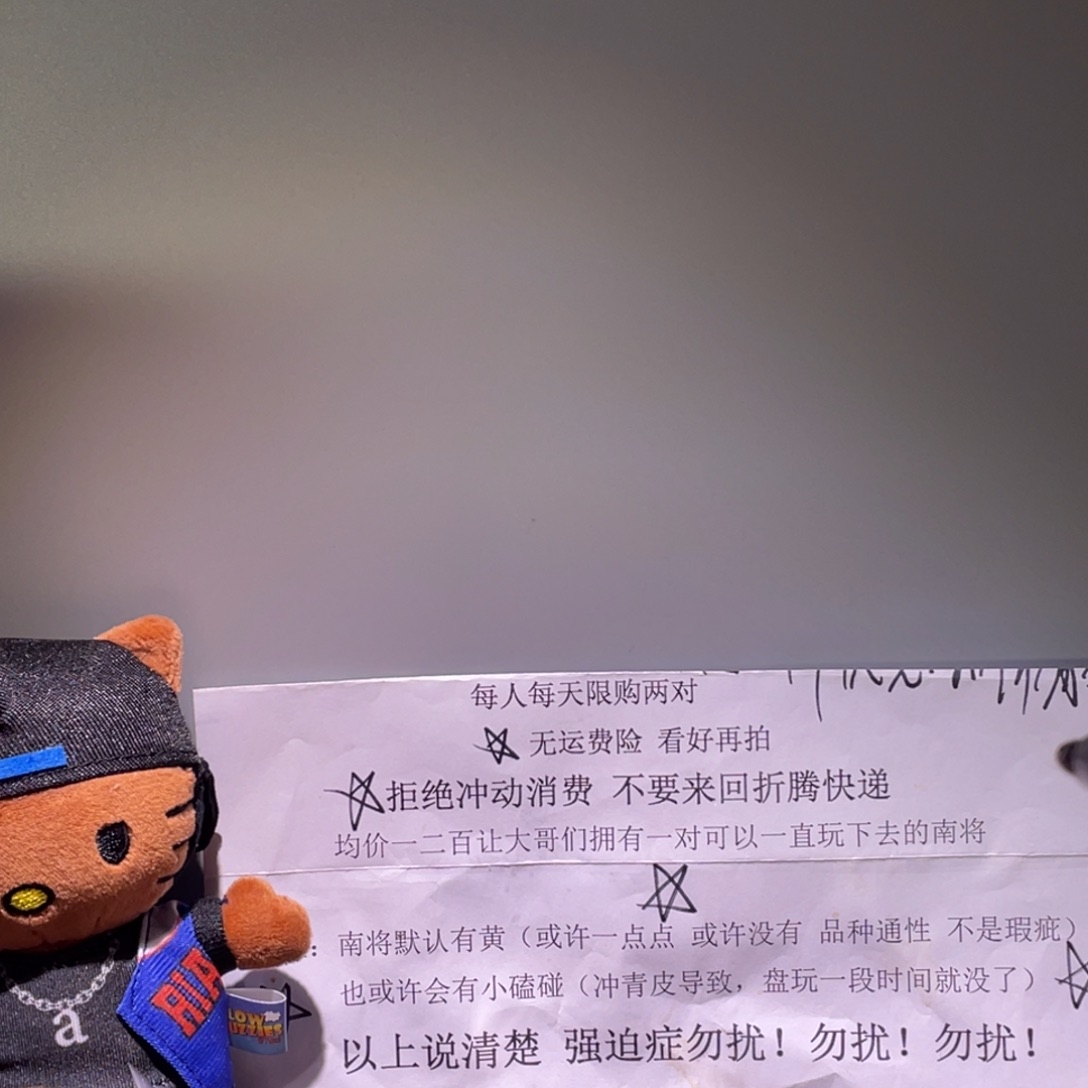 每人每天限购两对
无运费险 看好再拍
拒绝冲动消费 不要来回折腾快递
均价一二百让大哥们拥有一对可以一直玩下去的南将
：南将默认有黄（或许一点点 或许没有 品种通性 不是瑕疵）
也或许会有小磕碰（冲青皮导致，盘玩一段时间就没了）
以上说清楚 强迫症勿扰！勿扰！勿扰！
a